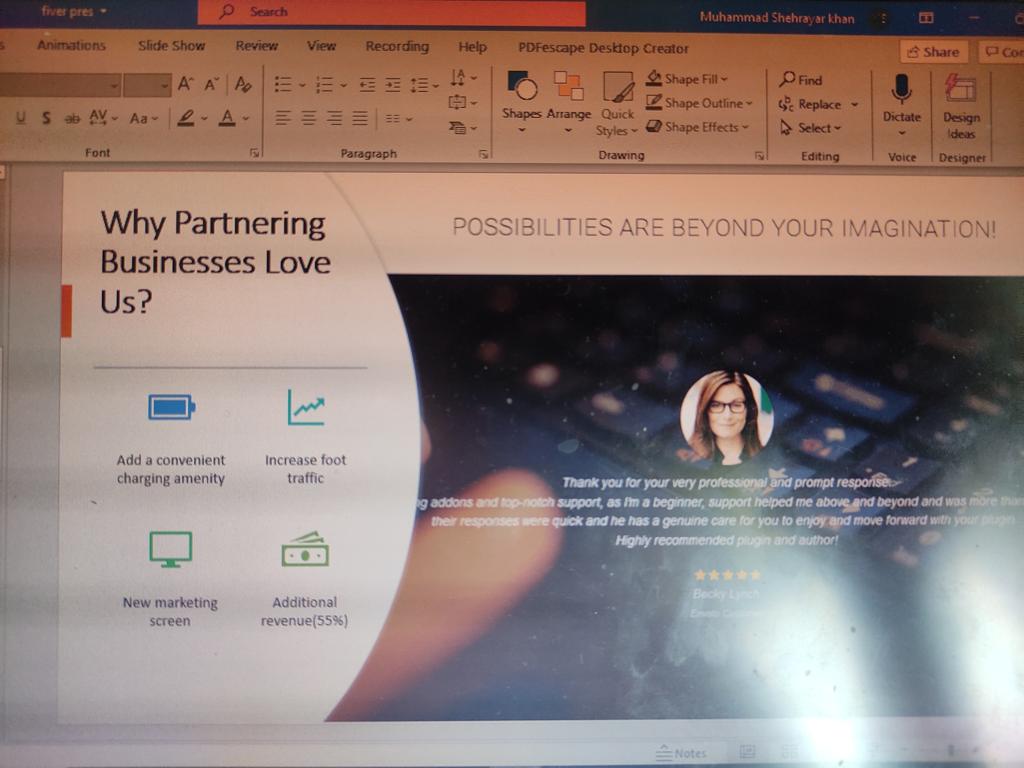 fiver pres
Search
Muhammad Shehrayar khan
Animations Slide Show Review View Recording Help PDFescape Desktop Creator
Share
Shapes Arrange Quick Styles
Shape Fill
Shape Outline
Shape Effects
Find
Replace
Select
Dictate
Design Ideas
U S ab AV Aa A
Font Paragraph Drawing Editing Voice Designer
Why Partnering
Businesses Love
Us?
Add a convenient
charging amenity
Increase foot
traffic
New marketing
screen
Additional
revenue(55%)
POSSIBILITIES ARE BEYOND YOUR IMAGINATION!
Thank you for your very professional and prompt response.
addons and top-notch support, as I'm a beginner, support helped me above and beyond and was more
their responses were quick and he has a genuine care for you to enjoy and move forward with your plugin
Highly recommended plugin and author!
Becky Lynch
Notes